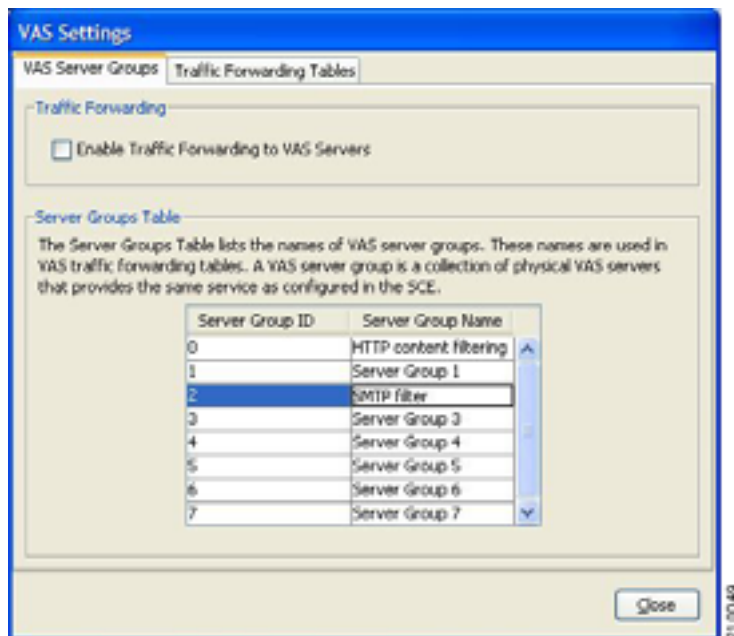 VAS Settings
VAS Server Groups Traffic Forwarding Tables
Traffic Forwarding
Enable Traffic Forwarding to VAS Servers
Server Groups Table
The Server Groups Table lists the names of VAS server groups. These names are used in
VAS traffic forwarding tables. A VAS server group is a collection of physical VAS servers
that provides the same service as configured in the SCE.
Server Group ID Server Group Name
0 HTTP content filtering
1 Server Group 1
2 SMTP filter
3 Server Group 3
4 Server Group 4
5 Server Group 5
6 Server Group 6
7 Server Group 7
Close